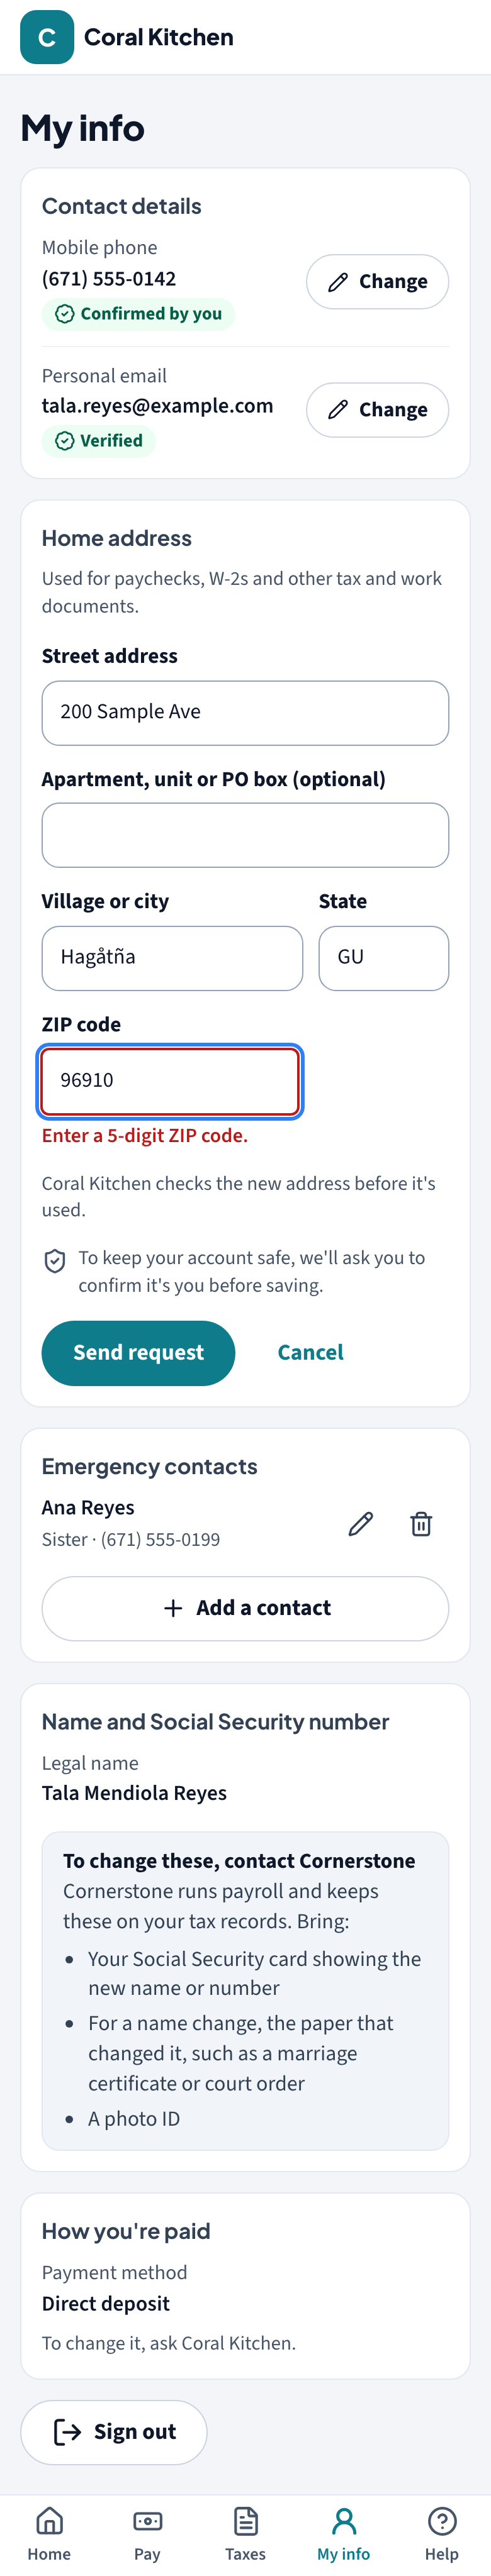 C
Coral Kitchen
My info
Contact details
Mobile phone
(671) 555-0142
Confirmed by you
Change
Personal email
tala.reyes@example.com
Verified
Change
Home address
Used for paychecks, W-2s and other tax and work
documents.
Street address
200 Sample Ave
Apartment, unit or PO box (optional)
Village or city
State
Hagåtña
GU
ZIP code
96910
Enter a 5-digit ZIP code.
Coral Kitchen checks the new address before it's
used.
To keep your account safe, we'll ask you to
confirm it's you before saving.
Send request
Cancel
Emergency contacts
Ana Reyes
Sister · (671) 555-0199
Add a contact
Name and Social Security number
Legal name
Tala Mendiola Reyes
To change these, contact Cornerstone
Cornerstone runs payroll and keeps
these on your tax records. Bring:
• Your Social Security card showing the
new name or number
• For a name change, the paper that
changed it, such as a marriage
certificate or court order
• A photo ID
How you're paid
Payment method
Direct deposit
To change it, ask Coral Kitchen.
Sign out
Home
Pay
Taxes
My info
Help